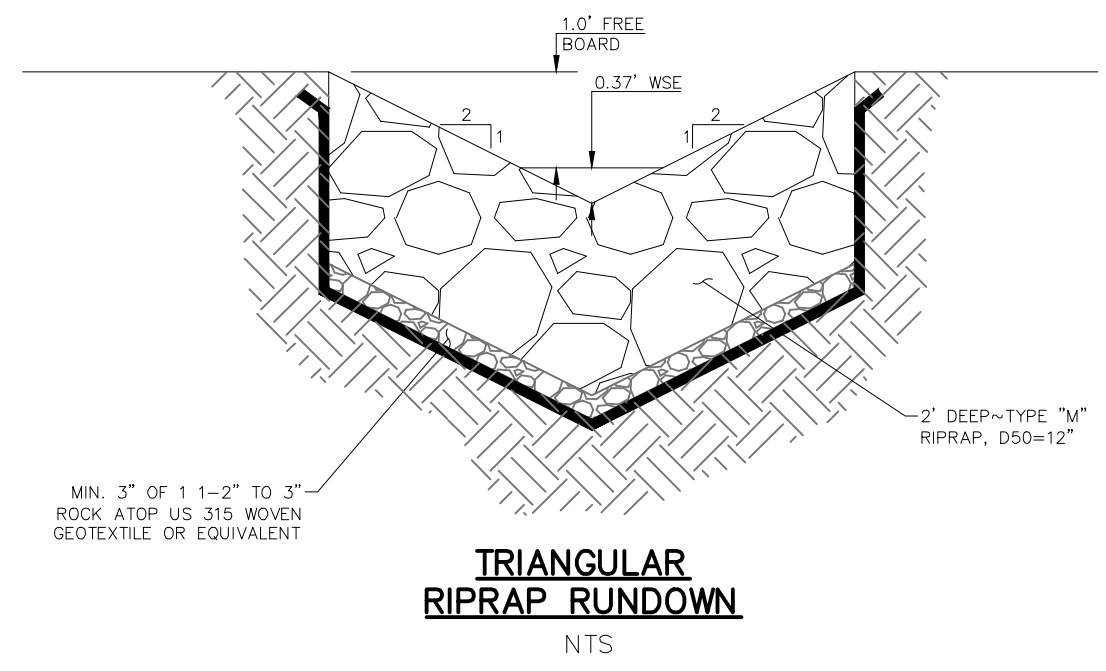 1.0' FREE
BOARD
0.37' WSE
2
1
1
2
2' DEEP~TYPE "M"
RIPRAP, D50=12"
MIN. 3" OF 1 1-2" TO 3"
ROCK ATOP US 315 WOVEN
GEOTEXTILE OR EQUIVALENT
TRIANGULAR
RIPRAP RUNDOWN
NTS